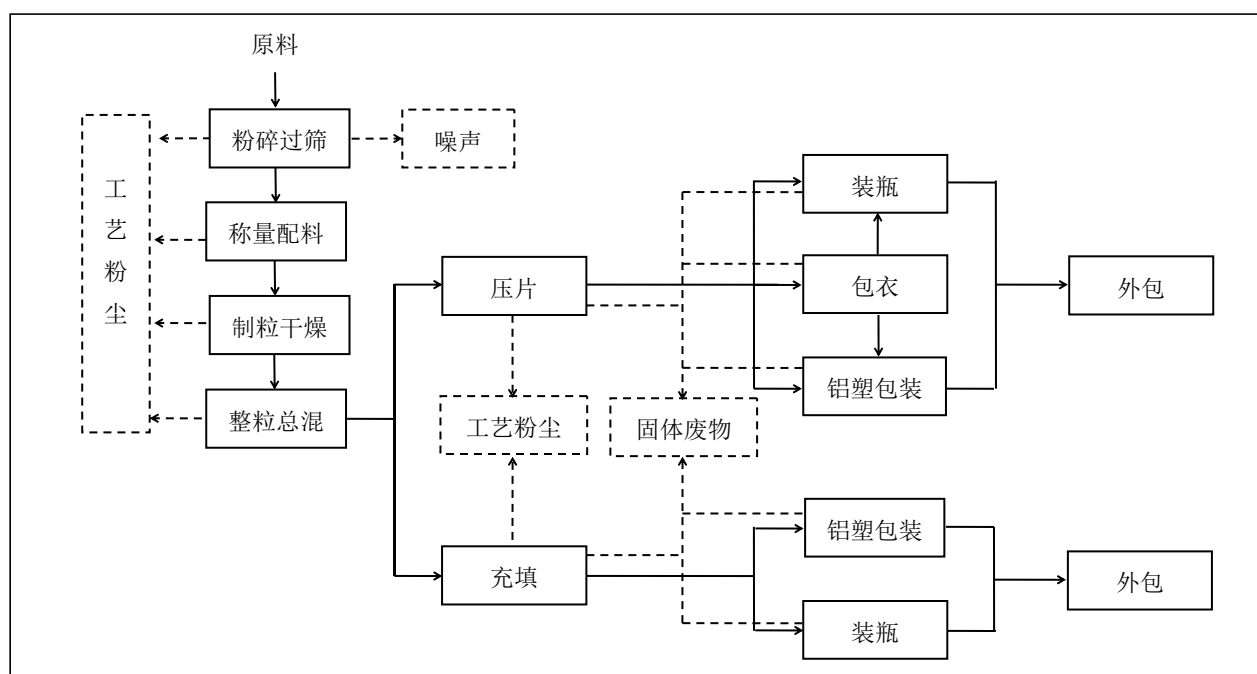 原料
粉碎过筛
噪声
工艺粉尘
称量配料
制粒干燥
整粒总混
压片
装瓶
包衣
铝塑包装
外包
工艺粉尘
固体废物
充填
铝塑包装
装瓶
外包